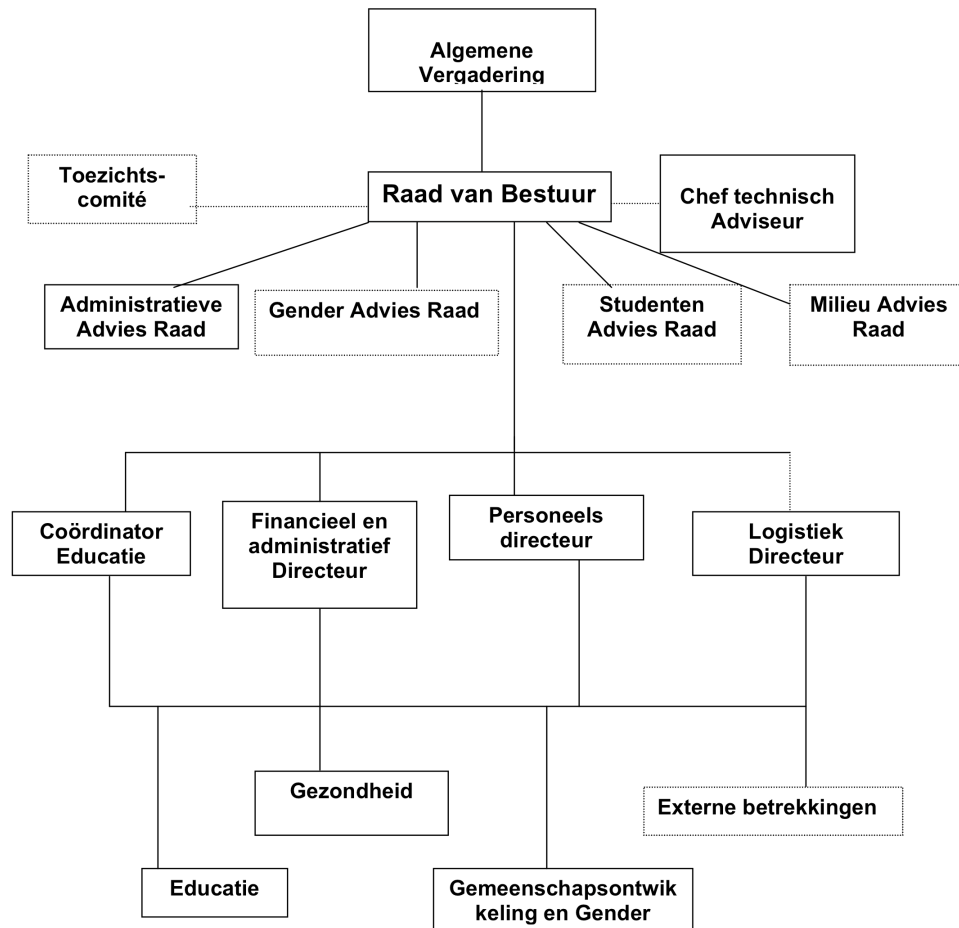 Algemene
Vergadering
Toezichts-
comité
Raad van Bestuur
Chef technisch
Adviseur
Administratieve
Advies Raad
Gender Advies Raad
Studenten
Advies Raad
Milieu Advies
Raad
Coördinator
Educatie
Financieel en
administratief
Directeur
Personeels
directeur
Logistiek
Directeur
Gezondheid
Externe betrekkingen
Educatie
Gemeenschapsontwik
keling en Gender